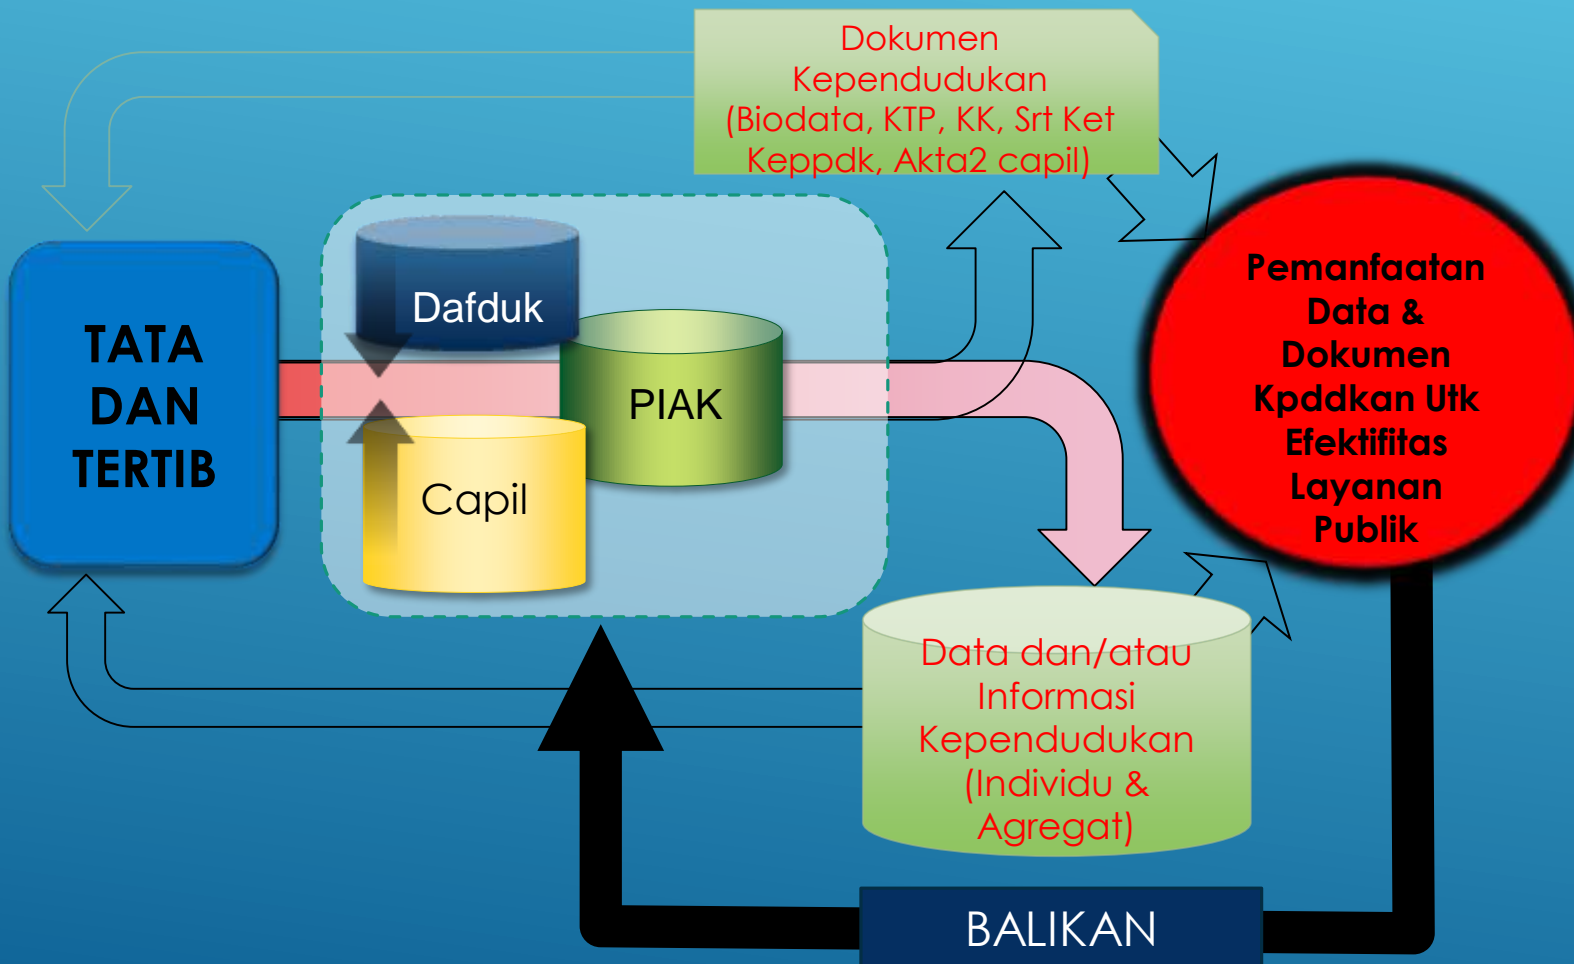 Dokumen
Kependudukan
(Biodata, KTP, KK, Srt Ket
Keppdk, Akta2 capil)
TATA
DAN
TERTIB
Dafduk
PIAK
Capil
Pemanfaatan
Data &
Dokumen
Kpddkan Utk
Efektifitas
Layanan
Publik
Data dan/atau
Informasi
Kependudukan
(Individu &
Agregat)
BALIKAN